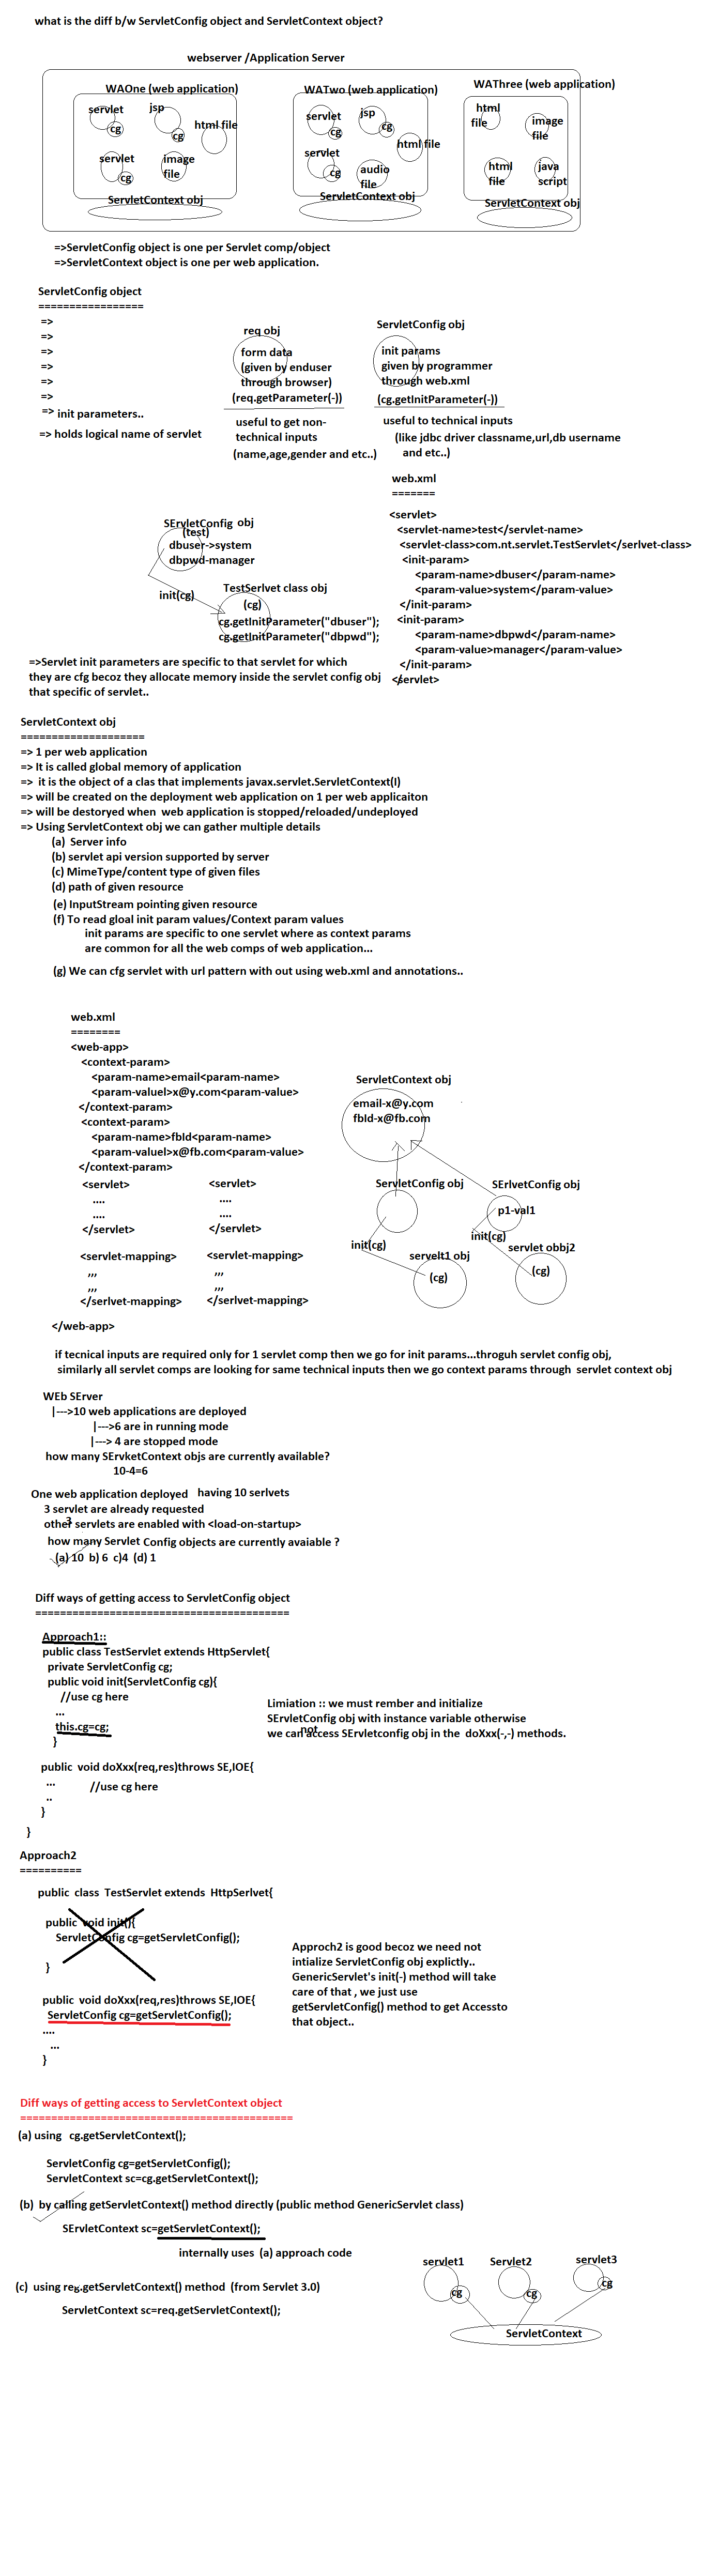 what is the diff b/w ServletConfig object and ServletContext object?
webserver /Application Server
WAOne (web application)
WATwo (web application)
WAThree (web application)
servlet
jsp
cg
cg
html file
servlet
image
file
cg
ServletContext obj
servlet
jsp
cg
cg
html file
servlet
cg
audio
file
ServletContext obj
html
file
image
file
html
file
java
script
ServletContext obj
=>ServletConfig object is one per Servlet comp/object
=>ServletContext object is one per web application.
ServletConfig object
=================
=>
=>
=>
=>
=>
=>
=> init parameters..
=> holds logical name of servlet
req obj
form data
(given by enduser
through browser)
(req.getParameter(-))
useful to get non-
technical inputs
(name,age,gender and etc..)
ServletConfig obj
init params
given by programmer
through web.xml
(cg.getInitParameter(-))
useful to technical inputs
(like jdbc driver classname,url,db username
and etc..)
web.xml
=======
<servlet>
<servlet-name>test</servlet-name>
<servlet-class>com.nt.servlet.TestServlet</serlvet-class>
<init-param>
<param-name>dbuser</param-name>
<param-value>system</param-value>
</init-param>
<init-param>
<param-name>dbpwd</param-name>
<param-value>manager</param-value>
</init-param>
</servlet>
SErvletConfig obj
(test)
dbuser->system
dbpwd-manager
init(cg)
TestSerlvet class obj
(cg)
cg.getInitParameter("dbuser");
cg.getInitParameter("dbpwd");
=>Servlet init parameters are specific to that servlet for which
they are cfg becoz they allocate memory inside the servlet config obj
that specific of servlet..
ServletContext obj
====================
=> 1 per web application
=> It is called global memory of application
=> it is the object of a clas that implements javax.servlet.ServletContext(I)
=> will be created on the deployment web application on 1 per web applicaiton
=> will be destoryed when web application is stopped/reloaded/undeployed
=> Using ServletContext obj we can gather multiple details
(a) Server info
(b) servlet api version supported by server
(c) MimeType/content type of given files
(d) path of given resource
(e) InputStream pointing given resource
(f) To read gloal init param values/Context param values
init params are specific to one servlet where as context params
are common for all the web comps of web application...
(g) We can cfg servlet with url pattern with out using web.xml and annotations..
web.xml
========
<web-app>
<context-param>
<param-name>email<param-name>
<param-valuel>x@y.com<param-value>
</context-param>
<context-param>
<param-name>fbId<param-name>
<param-valuel>x@fb.com<param-value>
</context-param>
<servlet>
....
....
</servlet>
<servlet>
....
....
</servlet>
<servlet-mapping>
,,,
,,,
</serlvet-mapping>
<servlet-mapping>
,,,
,,,
</serlvet-mapping>
</web-app>
ServletContext obj
email-x@y.com
fbId-x@fb.com
ServletConfig obj
SErlvetConfig obj
p1-val1
init(cg)
init(cg)
servelt1 obj
(cg)
servlet obbj2
(cg)
if tecnical inputs are required only for 1 servlet comp then we go for init params...throguh servlet config obj,
similarly all servlet comps are looking for same technical inputs then we go context params through servlet context obj
WEb SErver
|--->10 web applications are deployed
|--->6 are in running mode
|---> 4 are stopped mode
how many SErvketContext objs are currently available?
10-4=6
One web application deployed having 10 serlvets
3 servlet are already requested
other servlets are enabled with <load-on-startup>
3
how many Servlet Config objects are currently avaiable ?
(a) 10 b) 6 c)4 (d) 1
Diff ways of getting access to ServletConfig object
=========================================
Approach1::
public class TestServlet extends HttpServlet{
private ServletConfig cg;
public void init(ServletConfig cg){
//use cg here
...
this.cg=cg;
}
Limiation :: we must rember and initialize
SErvletConfig obj with instance variable otherwise
not
we can access SErvletconfig obj in the doXxx(-,-) methods.
public void doXxx(req,res)throws SE,IOE{
... //use cg here
..
}
}
Approach2
==========
public class TestServlet extends HttpSerlvet{
public void init(){
ServletConfig cg=getServletConfig();
}
public void doXxx(req,res)throws SE,IOE{
ServletConfig cg=getServletConfig();
....
...
}
Approch2 is good becoz we need not
intialize ServletConfig obj explictly..
GenericServlet's init(-) method will take
care of that , we just use
getServletConfig() method to get Accessto
that object..
Diff ways of getting access to ServletContext object
============================================
(a) using cg.getServletContext();
ServletConfig cg=getServletConfig();
ServletContext sc=cg.getServletContext();
(b) by calling getServletContext() method directly (public method GenericServlet class)
SErvletContext sc=getServletContext();
internally uses (a) approach code
(c) using reg.getServletContext() method (from Servlet 3.0)
ServletContext sc=req.getServletContext();
servlet1
Servlet2
servlet3
cg
cg
cg
ServletContext